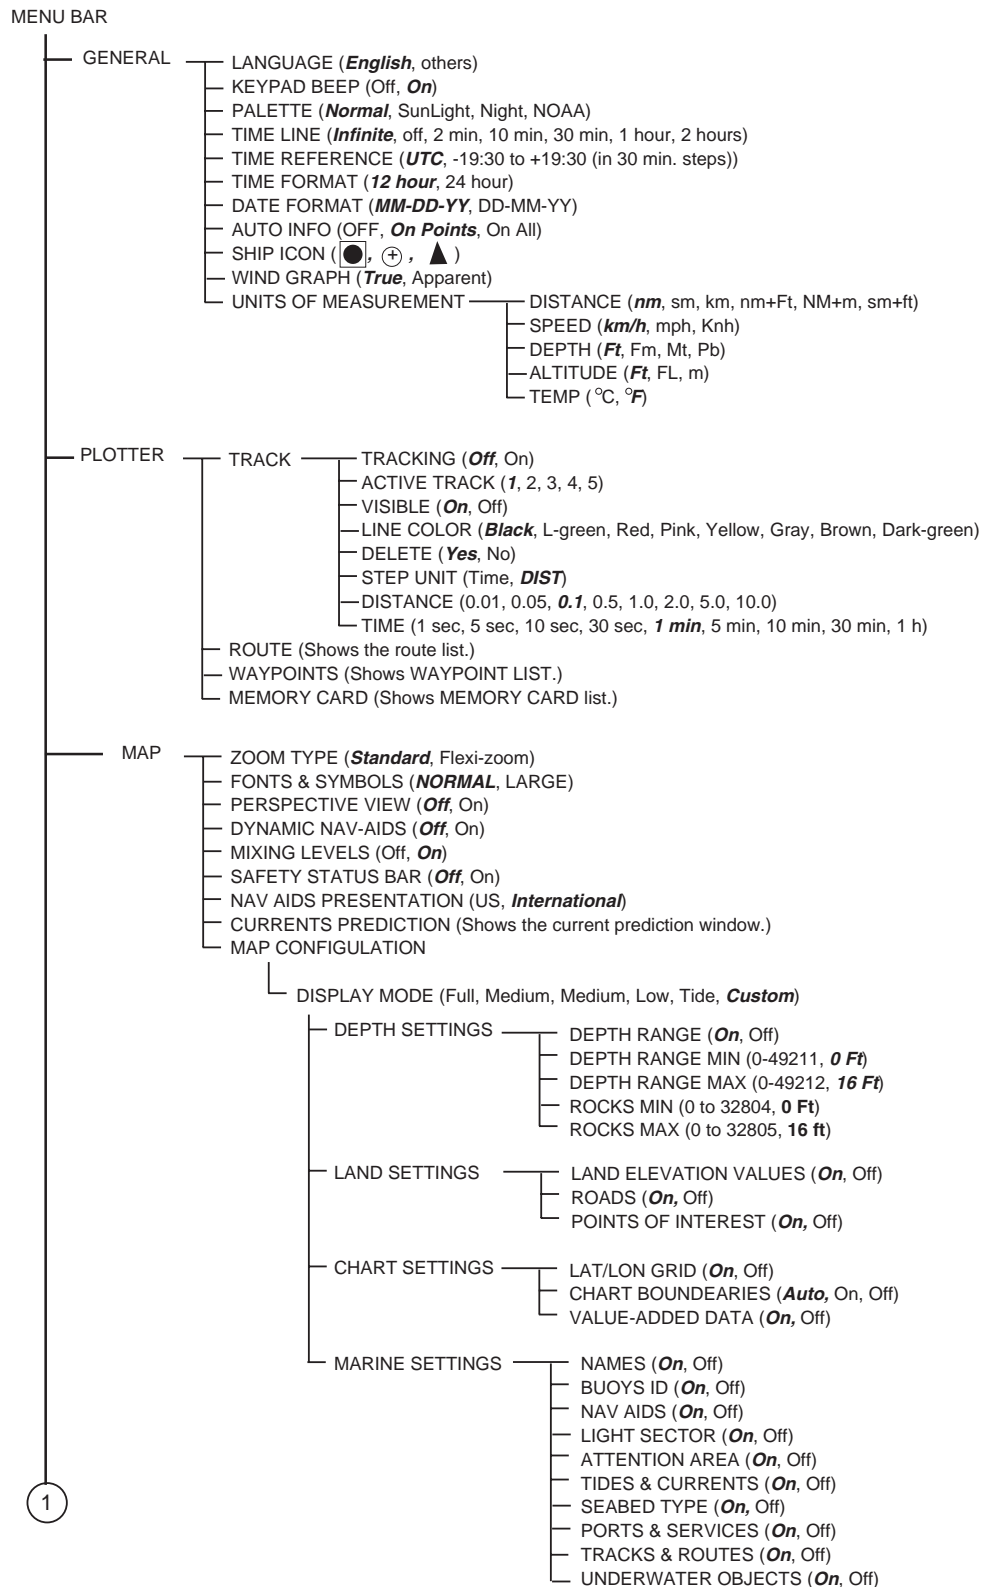 MENU BAR
GENERAL
LANGUAGE (English, others)
KEYPAD BEEP (Off, On)
PALETTE (Normal, SunLight, Night, NOAA)
TIME LINE (Infinite, off, 2 min, 10 min, 30 min, 1 hour, 2 hours)
TIME REFERENCE (UTC, -19:30 to +19:30 (in 30 min. steps))
TIME FORMAT (12 hour, 24 hour)
DATE FORMAT (MM-DD-YY, DD-MM-YY)
AUTO INFO (OFF, On Points, On All)
SHIP ICON ( , , )
WIND GRAPH (True, Apparent)
UNITS OF MEASUREMENT
DISTANCE (nm, sm, km, nm+Ft, NM+m, sm+ft)
SPEED (km/h, mph, Knh)
DEPTH (Ft, Fm, Mt, Pb)
ALTITUDE (Ft, FL, m)
TEMP (°C, °F)
PLOTTER
TRACK
TRACKING (Off, On)
ACTIVE TRACK (1, 2, 3, 4, 5)
VISIBLE (On, Off)
LINE COLOR (Black, L-green, Red, Pink, Yellow, Gray, Brown, Dark-green)
DELETE (Yes, No)
STEP UNIT (Time, DIST)
DISTANCE (0.01, 0.05, 0.1, 0.5, 1.0, 2.0, 5.0, 10.0)
TIME (1 sec, 5 sec, 10 sec, 30 sec, 1 min, 5 min, 10 min, 30 min, 1 h)
ROUTE (Shows the route list.)
WAYPOINTS (Shows WAYPOINT LIST.)
MEMORY CARD (Shows MEMORY CARD list.)
MAP
ZOOM TYPE (Standard, Flexi-zoom)
FONTS & SYMBOLS (NORMAL, LARGE)
PERSPECTIVE VIEW (Off, On)
DYNAMIC NAV-AIDS (Off, On)
MIXING LEVELS (Off, On)
SAFETY STATUS BAR (Off, On)
NAV AIDS PRESENTATION (US, International)
CURRENTS PREDICTION (Shows the current prediction window.)
MAP CONFIGULATION
DISPLAY MODE (Full, Medium, Medium, Low, Tide, Custom)
DEPTH SETTINGS
DEPTH RANGE (On, Off)
DEPTH RANGE MIN (0-49211, 0 Ft)
DEPTH RANGE MAX (0-49212, 16 Ft)
ROCKS MIN (0 to 32804, 0 Ft)
ROCKS MAX (0 to 32805, 16 ft)
LAND SETTINGS
LAND ELEVATION VALUES (On, Off)
ROADS (On, Off)
POINTS OF INTEREST (On, Off)
CHART SETTINGS
LAT/LON GRID (On, Off)
CHART BOUNDEARIES (Auto, On, Off)
VALUE-ADDED DATA (On, Off)
MARINE SETTINGS
NAMES (On, Off)
BUOYS ID (On, Off)
NAV AIDS (On, Off)
LIGHT SECTOR (On, Off)
ATTENTION AREA (On, Off)
TIDES & CURRENTS (On, Off)
SEABED TYPE (On, Off)
PORTS & SERVICES (On, Off)
TRACKS & ROUTES (On, Off)
UNDERWATER OBJECTS (On, Off)
1